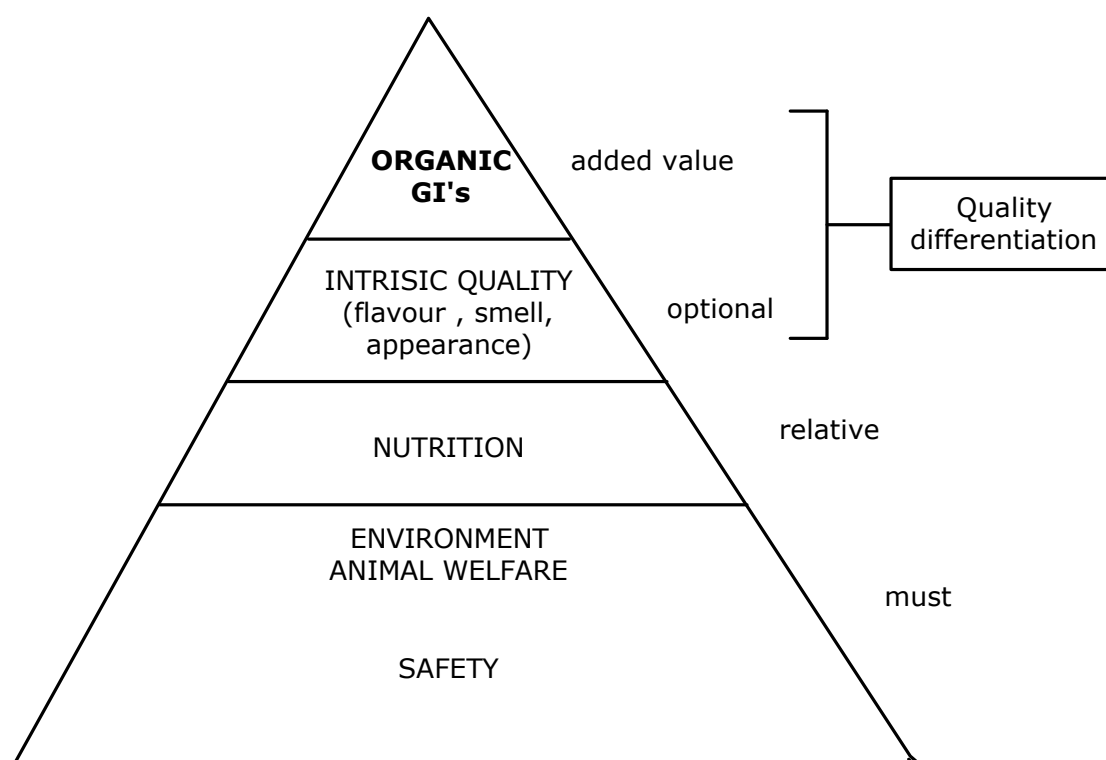 ORGANIC
GI's
added value
Quality
differentiation
INTRISIC QUALITY
(flavour , smell,
appearance)
optional
relative
NUTRITION
ENVIRONMENT
ANIMAL WELFARE
must
SAFETY